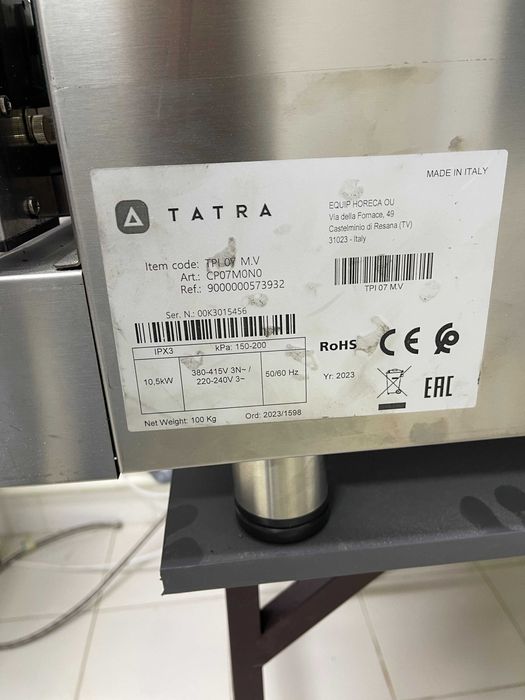 MADE IN ITALY
TATRA
EQUIP HORECA OU
Via della Fornace, 49
Castelminio di Resana (TV)
31023 - Italy
Item code: TPI 07 M.V
Art.: CP07M0N0
Ref.: 9000000573932
TPI 07 M.V
Ser. N.: 00K3015456
IPX3 kPa: 150-200
10,5kW 380-415V 3N~ / 220-240V 3~ 50/60 Hz
RoHS CE
Yr: 2023
EAC
Net Weight: 100 Kg Ord: 2023/1598